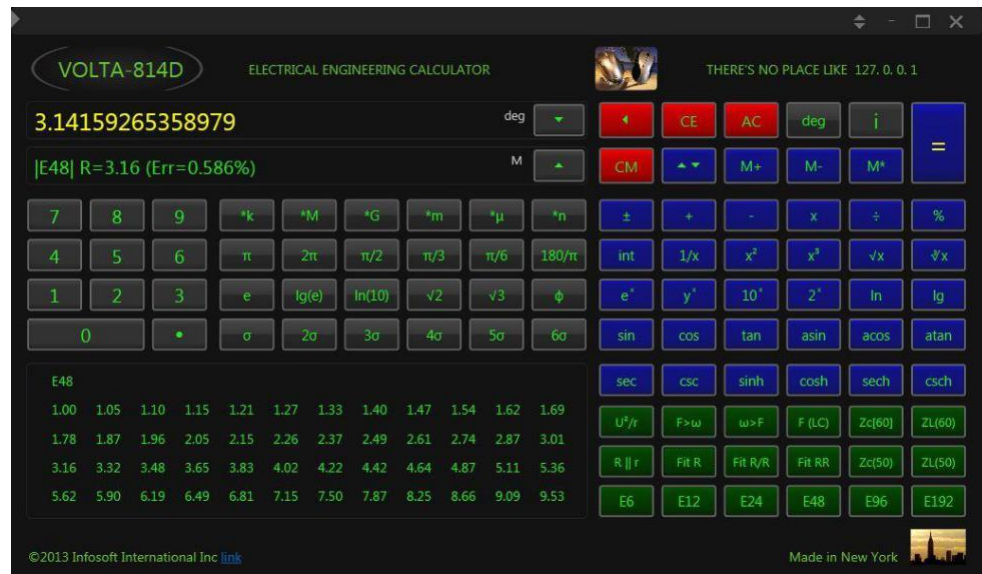 VOLTA-814D ELECTRICAL ENGINEERING CALCULATOR THERE'S NO PLACE LIKE 127. 0. 0. 1
3.14159265358979 deg
CE AC deg i =
|E48| R=3.16 (Err=0.586%) M
CM M+ M- M*
7 8 9 *k *M *G *m *μ *n ± + - x ÷ %
4 5 6 π 2π π/2 π/3 π/6 180/π int 1/x x² x³ √x ∛x
1 2 3 e lg(e) ln(10) √2 √3 ϕ eˣ yˣ 10ˣ 2ˣ ln lg
0 • σ 2σ 3σ 4σ 5σ 6σ sin cos tan asin acos atan
E48 sec csc sinh cosh sech csch
1.00 1.05 1.10 1.15 1.21 1.27 1.33 1.40 1.47 1.54 1.62 1.69
U²/r F>ω ω>F F (LC) Zc[60] ZL(60)
1.78 1.87 1.96 2.05 2.15 2.26 2.37 2.49 2.61 2.74 2.87 3.01
3.16 3.32 3.48 3.65 3.83 4.02 4.22 4.42 4.64 4.87 5.11 5.36
R || r Fit R Fit R/R Fit RR Zc(50) ZL(50)
5.62 5.90 6.19 6.49 6.81 7.15 7.50 7.87 8.25 8.66 9.09 9.53
E6 E12 E24 E48 E96 E192
©2013 Infosoft International Inc link Made in New York